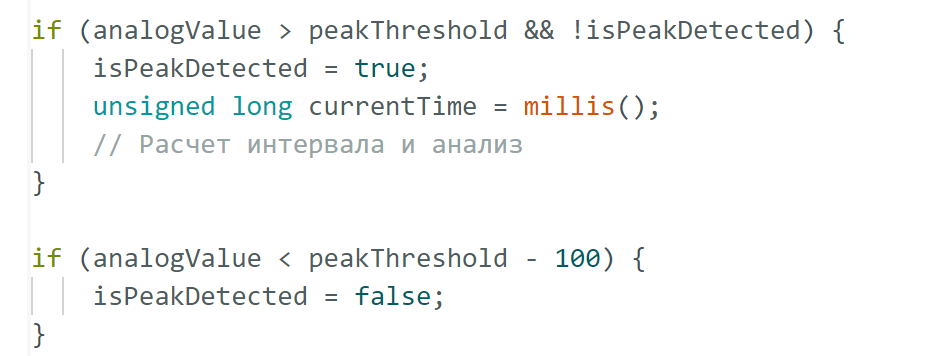 if (analogValue > peakThreshold && !isPeakDetected) {
isPeakDetected = true;
unsigned long currentTime = millis();
// Расчет интервала и анализ
}
if (analogValue < peakThreshold - 100) {
isPeakDetected = false;
}